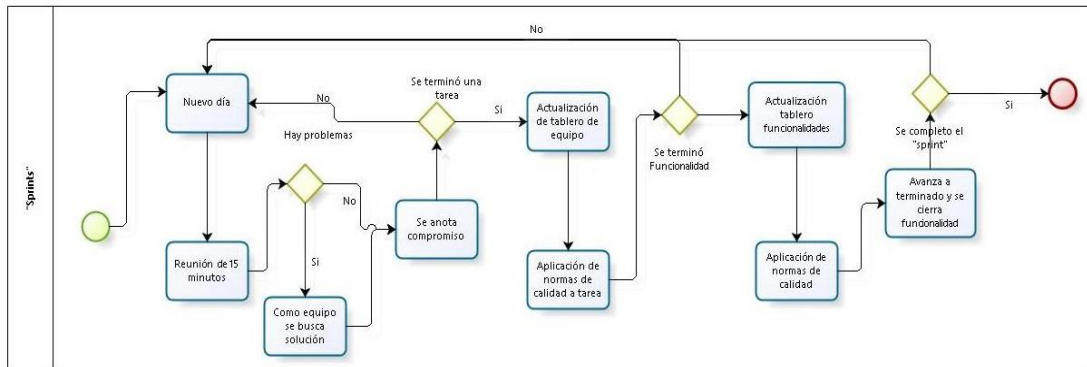 "Sprints"
No
Nuevo día
Reunión de 15
minutos
Hay problemas
No
Si
Como equipo
se busca
solución
Se anota
compromiso
Se terminó una
tarea
No
Si
Actualización
de tablero de
equipo
Aplicación de
normas de
calidad a tarea
Se terminó
Funcionalidad
Actualización
tablero
funcionalidades
Aplicación de
normas de
calidad
Avanza a
terminado y se
cierra
funcionalidad
Se completo el
"sprint"
Si